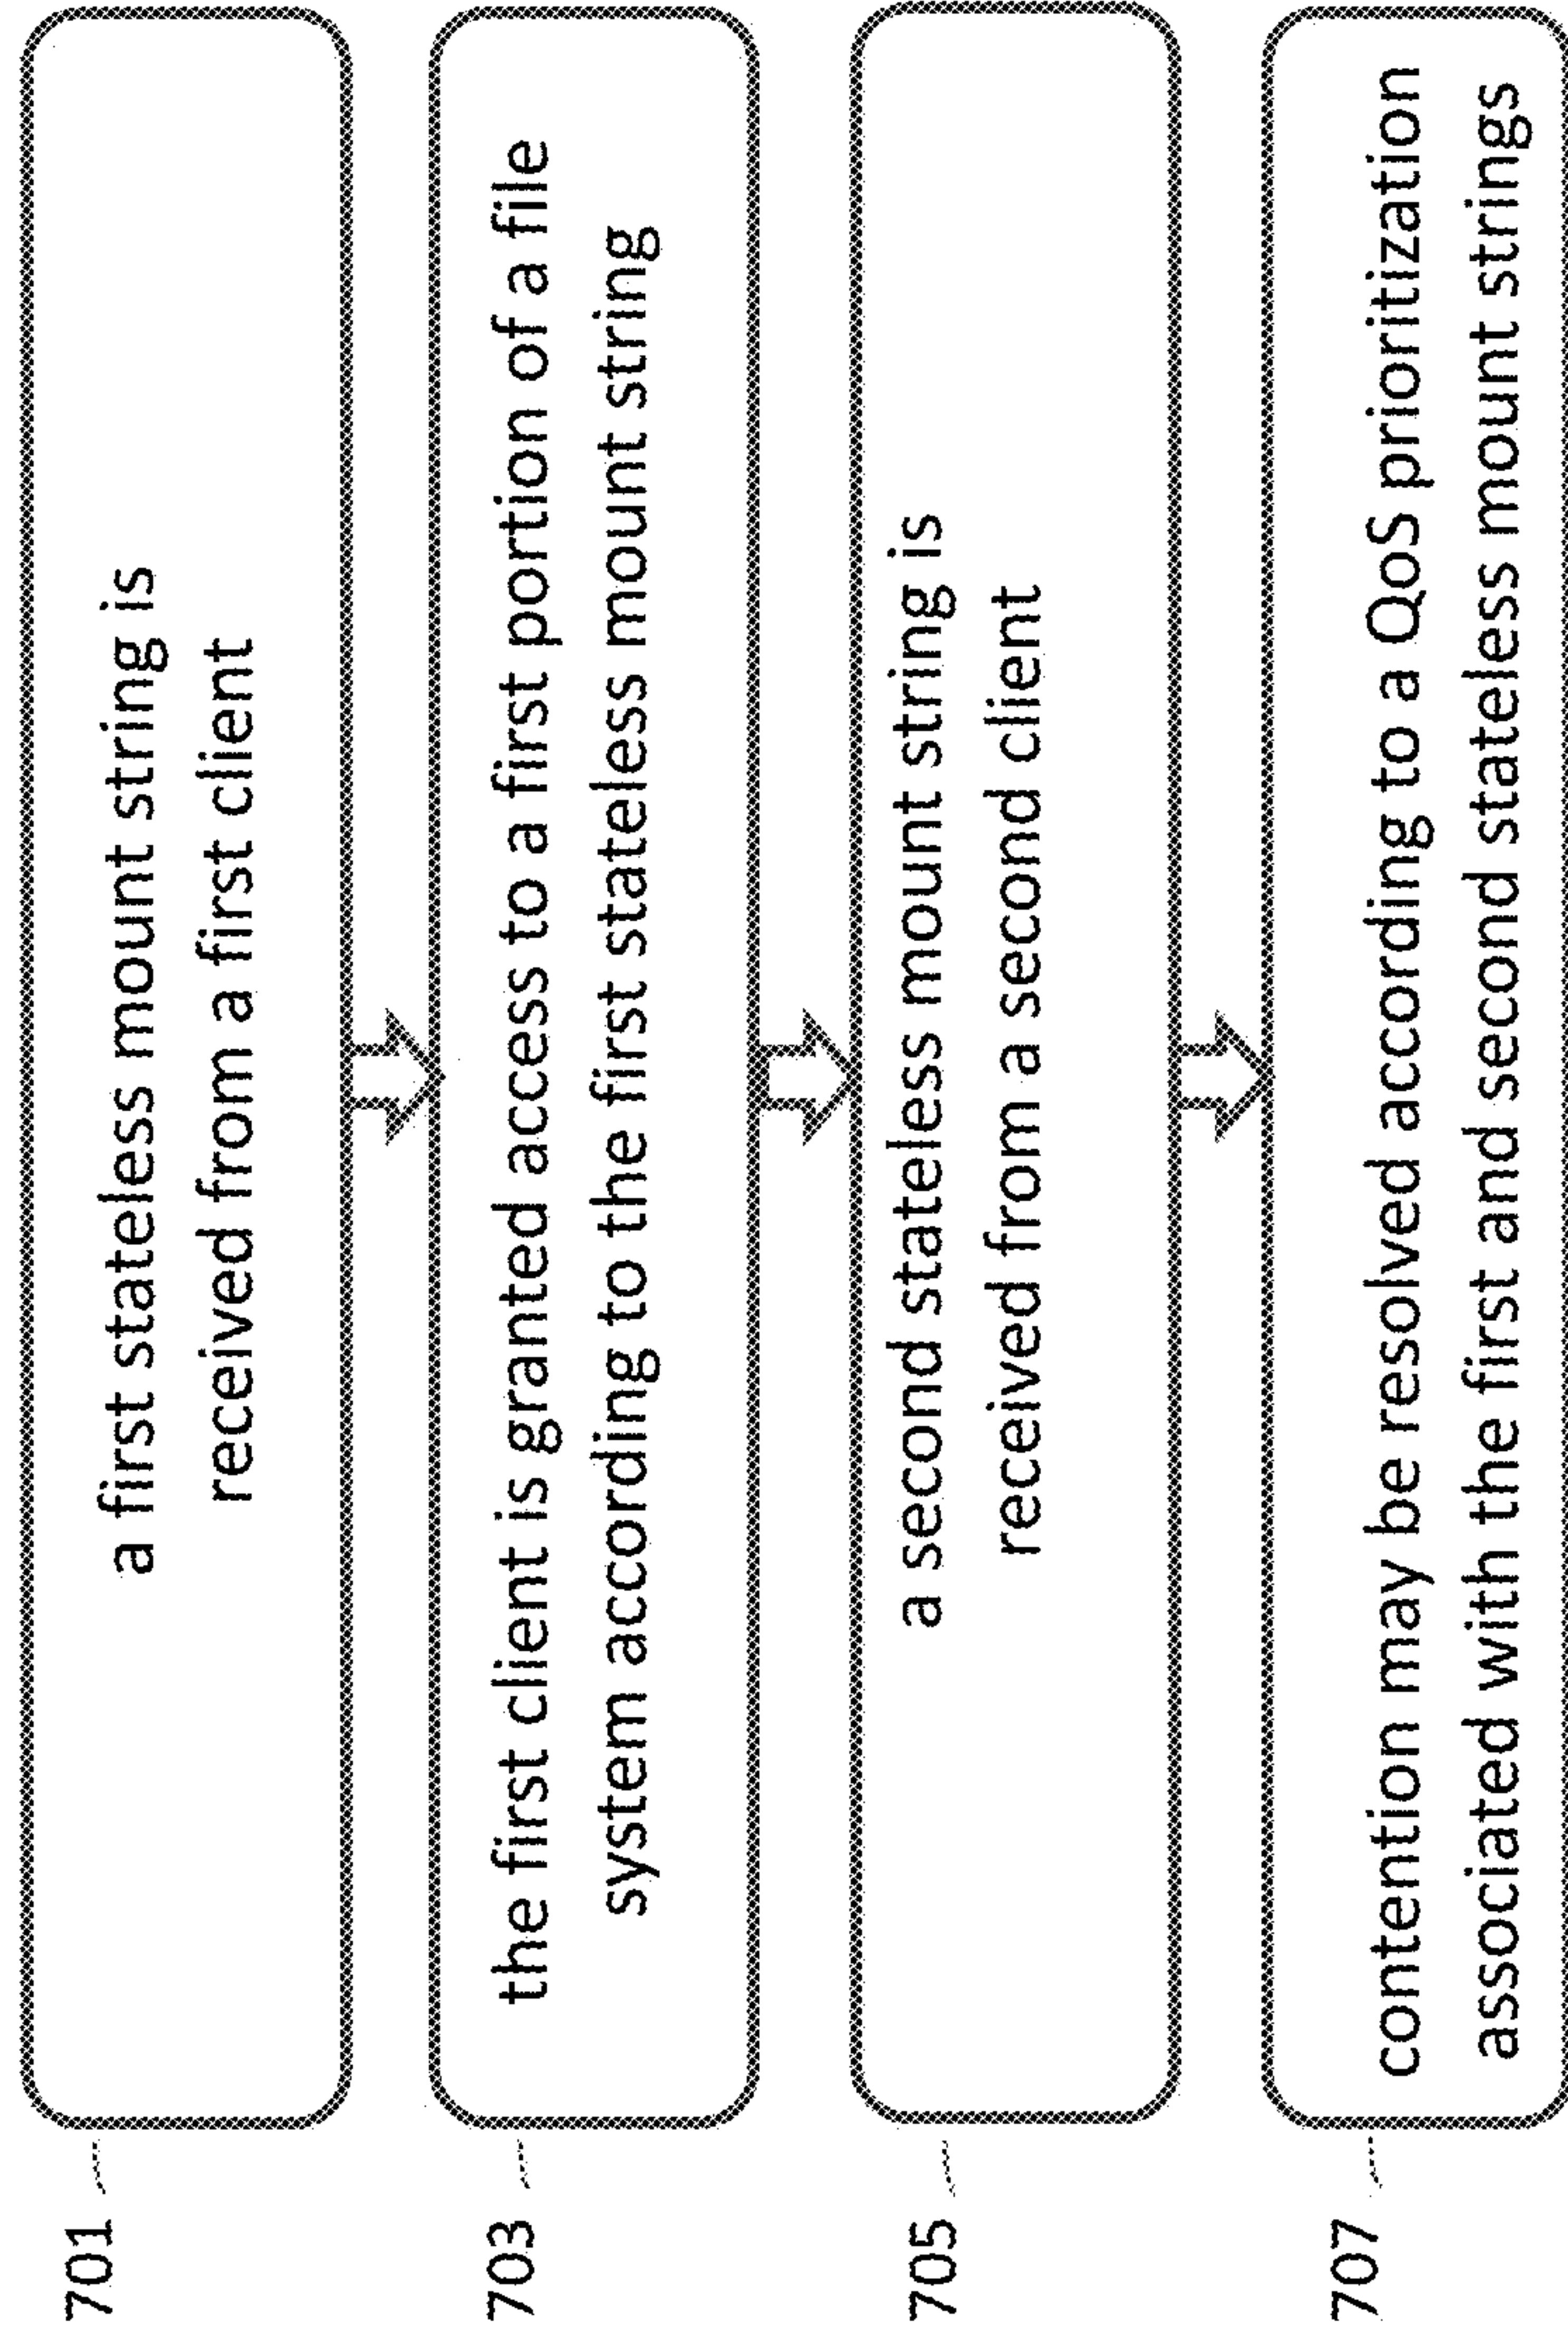 701
a first stateless mount string is
received from a first client
703
the first client is granted access to a first portion of a file
system according to the first stateless mount string
705
a second stateless mount string is
received from a second client
707
contention may be resolved according to a QoS prioritization
associated with the first and second stateless mount strings